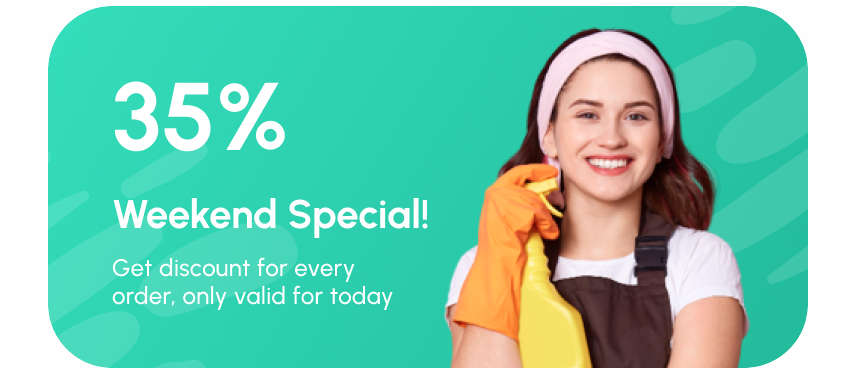 35%
Weekend Special!
Get discount for every
order, only valid for today